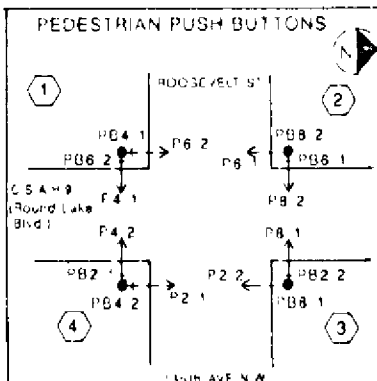 PEDESTRIAN PUSH BUTTONS
N
1
ROOSEVELT ST
2
PB4 1
P6 2
PB8 2
PB6 2
P6 1
PB6 1
C S A H 9
P4 1
P8 2
(Round Lake
Blvd.)
P4 2
P8 1
PB2 1
P2 2
PB2 2
PB4 2
P2 1
PB8 1
4
3
AVE N W